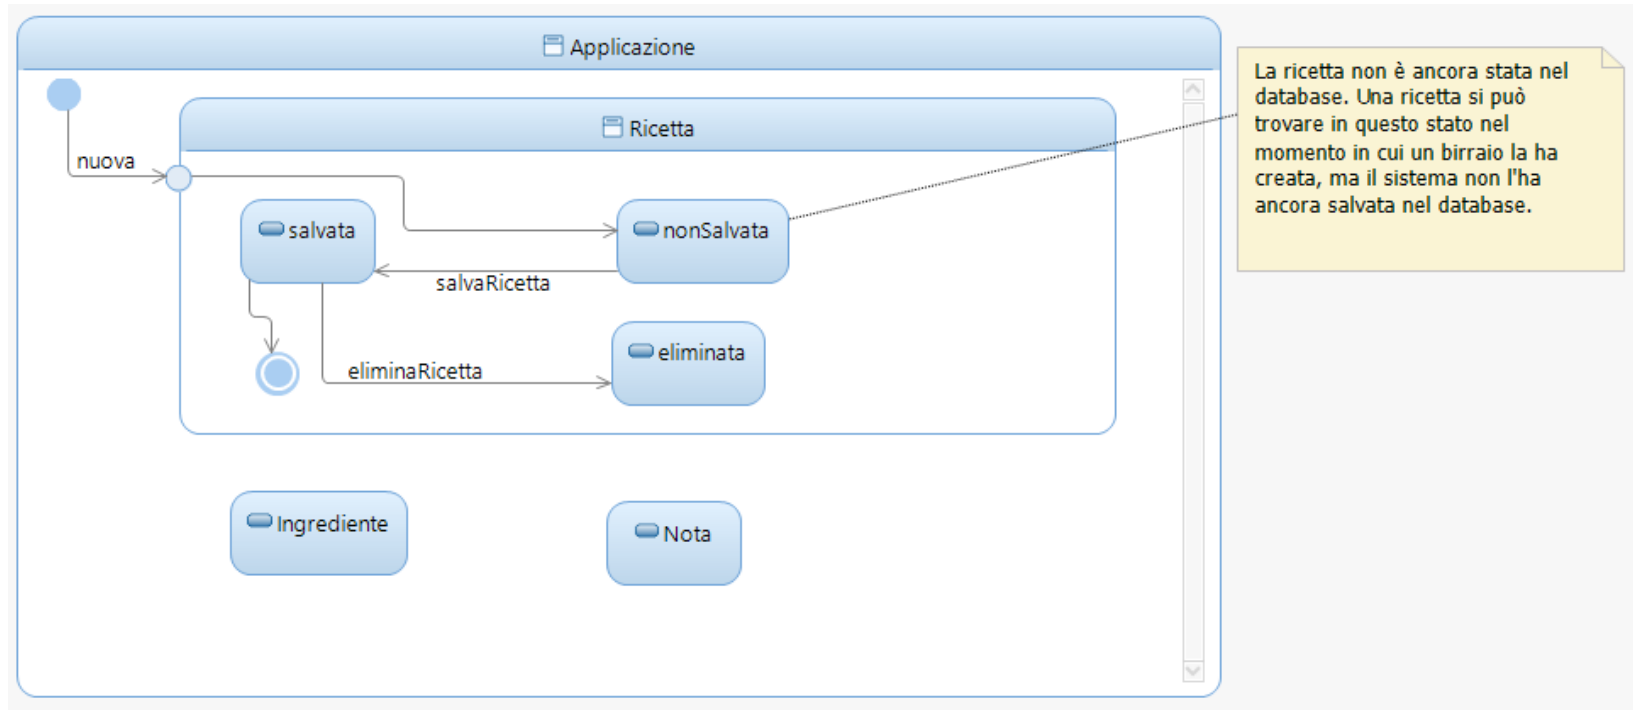 Applicazione
La ricetta non è ancora stata nel
database. Una ricetta si può
trovare in questo stato nel
momento in cui un birraio la ha
creata, ma il sistema non l'ha
ancora salvata nel database.
Ricetta
nuova
salvata
nonSalvata
salvaRicetta
eliminata
eliminaRicetta
Ingrediente
Nota